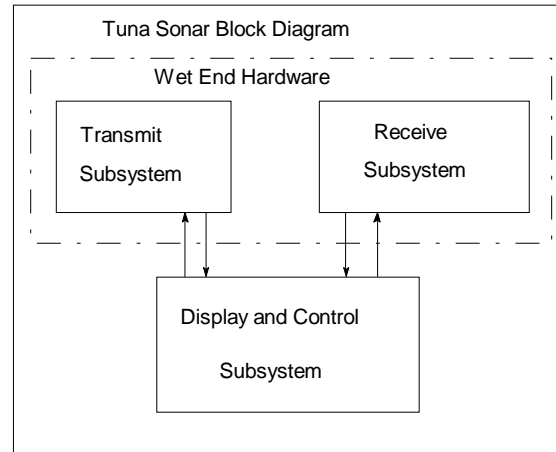 Tuna Sonar Block Diagram
Wet End Hardware
Transmit
Subsystem
Receive
Subsystem
Display and Control
Subsystem